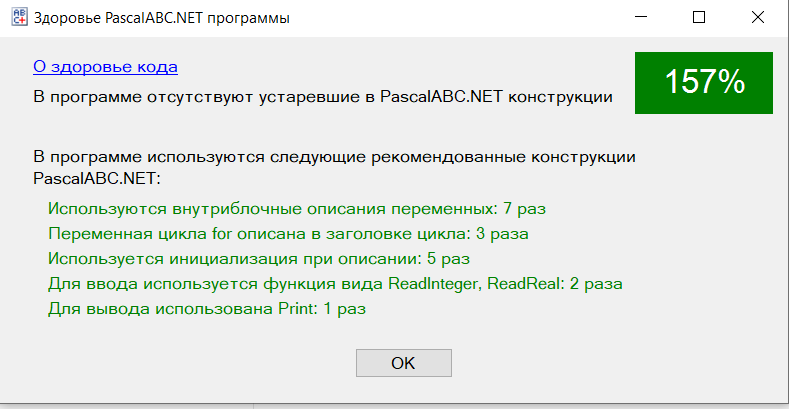 Здоровье PascalABC.NET программы
О здоровье кода
157%
В программе отсутствуют устаревшие в PascalABC.NET конструкции
В программе используются следующие рекомендованные конструкции
PascalABC.NET:
Используются внутриблочные описания переменных: 7 раз
Переменная цикла for описана в заголовке цикла: 3 раза
Используется инициализация при описании: 5 раз
Для ввода используется функция вида ReadInteger, ReadReal: 2 раза
Для вывода использована Print: 1 раз
OK